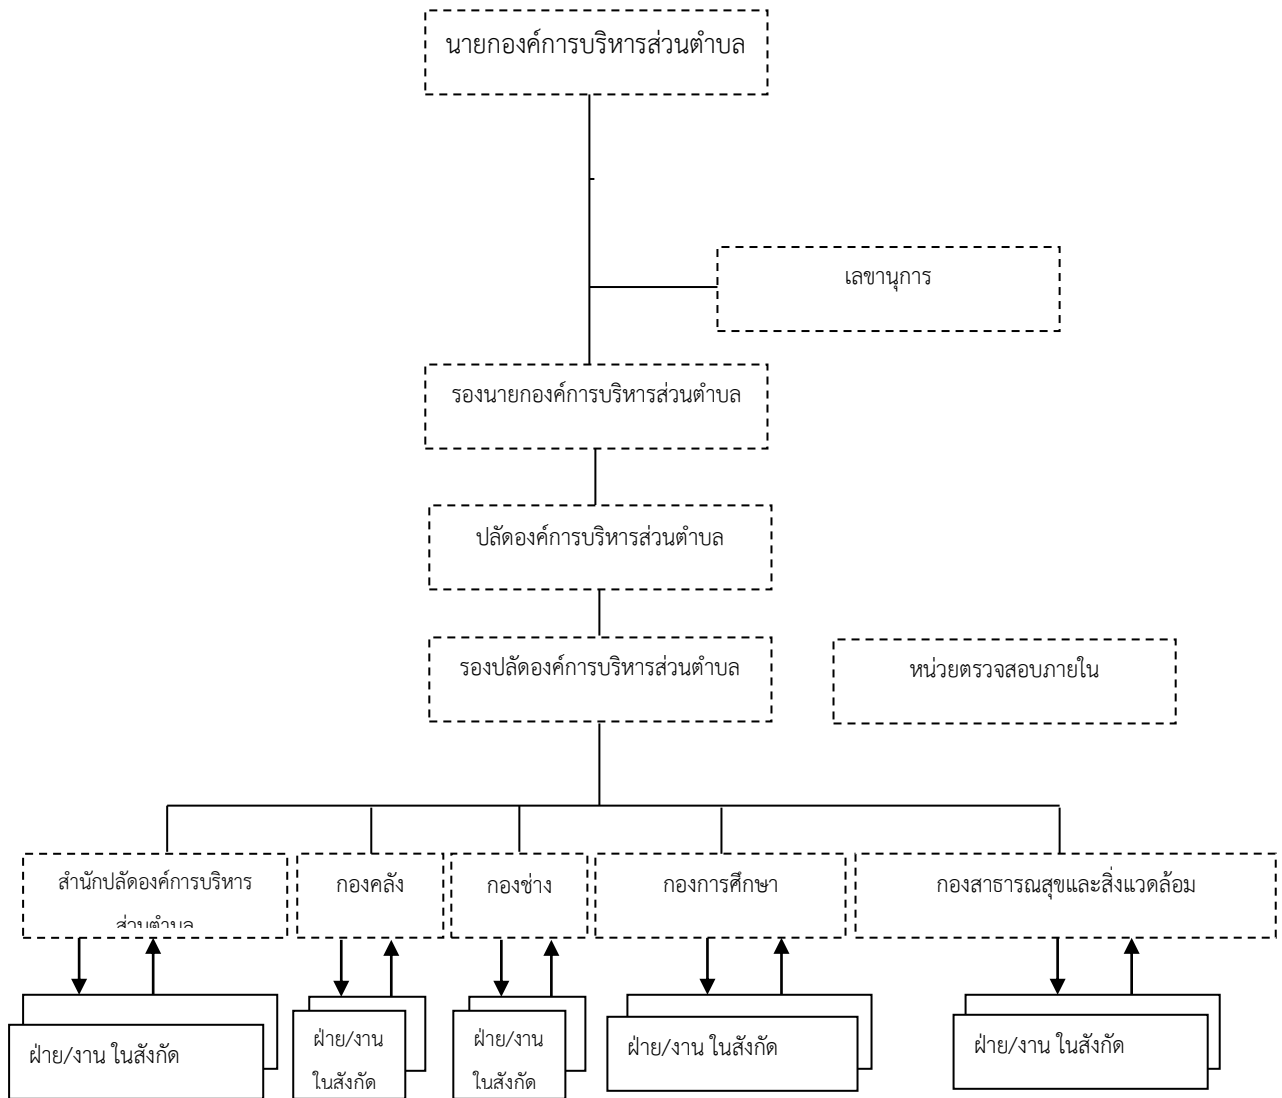 นายกองค์การบริหารส่วนตำบล
เลขานุการ
รองนายกองค์การบริหารส่วนตำบล
ปลัดองค์การบริหารส่วนตำบล
รองปลัดองค์การบริหารส่วนตำบล
หน่วยตรวจสอบภายใน
สำนักปลัดองค์การบริหาร
ส่วนตำบล
กองคลัง
กองช่าง
กองการศึกษา
กองสาธารณสุขและสิ่งแวดล้อม
ฝ่าย/งาน ในสังกัด
ฝ่าย/งาน
ในสังกัด
ฝ่าย/งาน
ในสังกัด
ฝ่าย/งาน ในสังกัด
ฝ่าย/งาน ในสังกัด